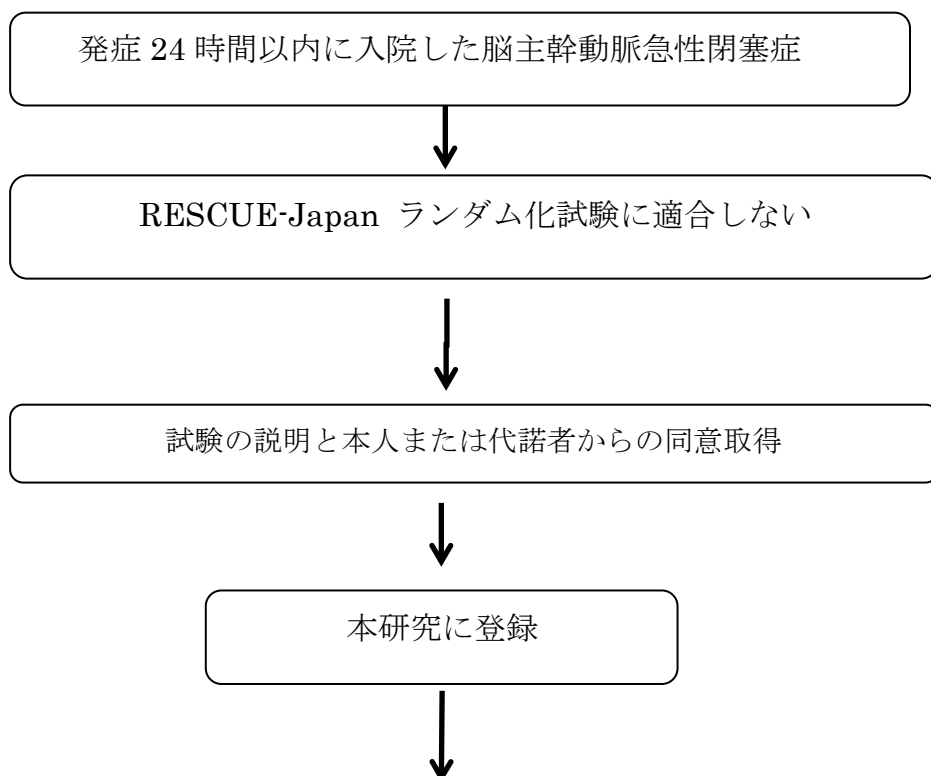 発症 24 時間以内に入院した脳主幹動脈急性閉塞症
RESCUE-Japan ランダム化試験に適合しない
試験の説明と本人または代諾者からの同意取得
本研究に登録